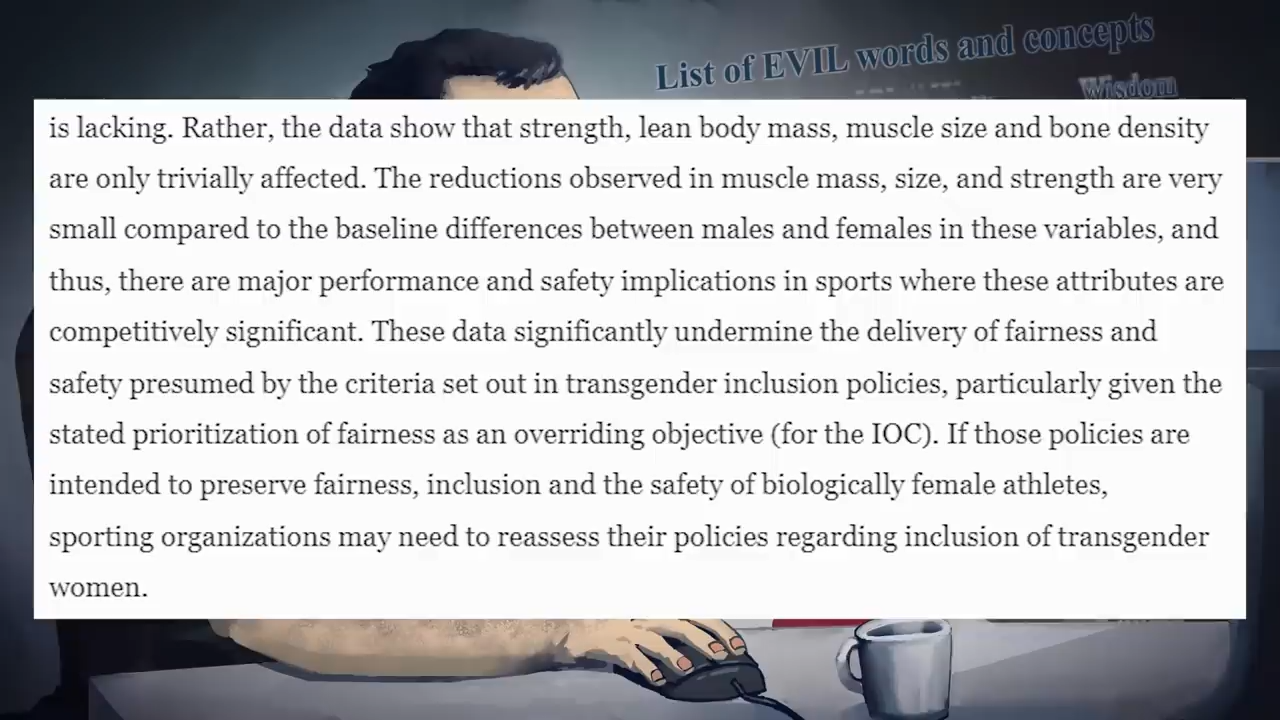 List of EVIL words and concepts
Wisdom
is lacking. Rather, the data show that strength, lean body mass, muscle size and bone density
are only trivially affected. The reductions observed in muscle mass, size, and strength are very
small compared to the baseline differences between males and females in these variables, and
thus, there are major performance and safety implications in sports where these attributes are
competitively significant. These data significantly undermine the delivery of fairness and
safety presumed by the criteria set out in transgender inclusion policies, particularly given the
stated prioritization of fairness as an overriding objective (for the IOC). If those policies are
intended to preserve fairness, inclusion and the safety of biologically female athletes,
sporting organizations may need to reassess their policies regarding inclusion of transgender
women.